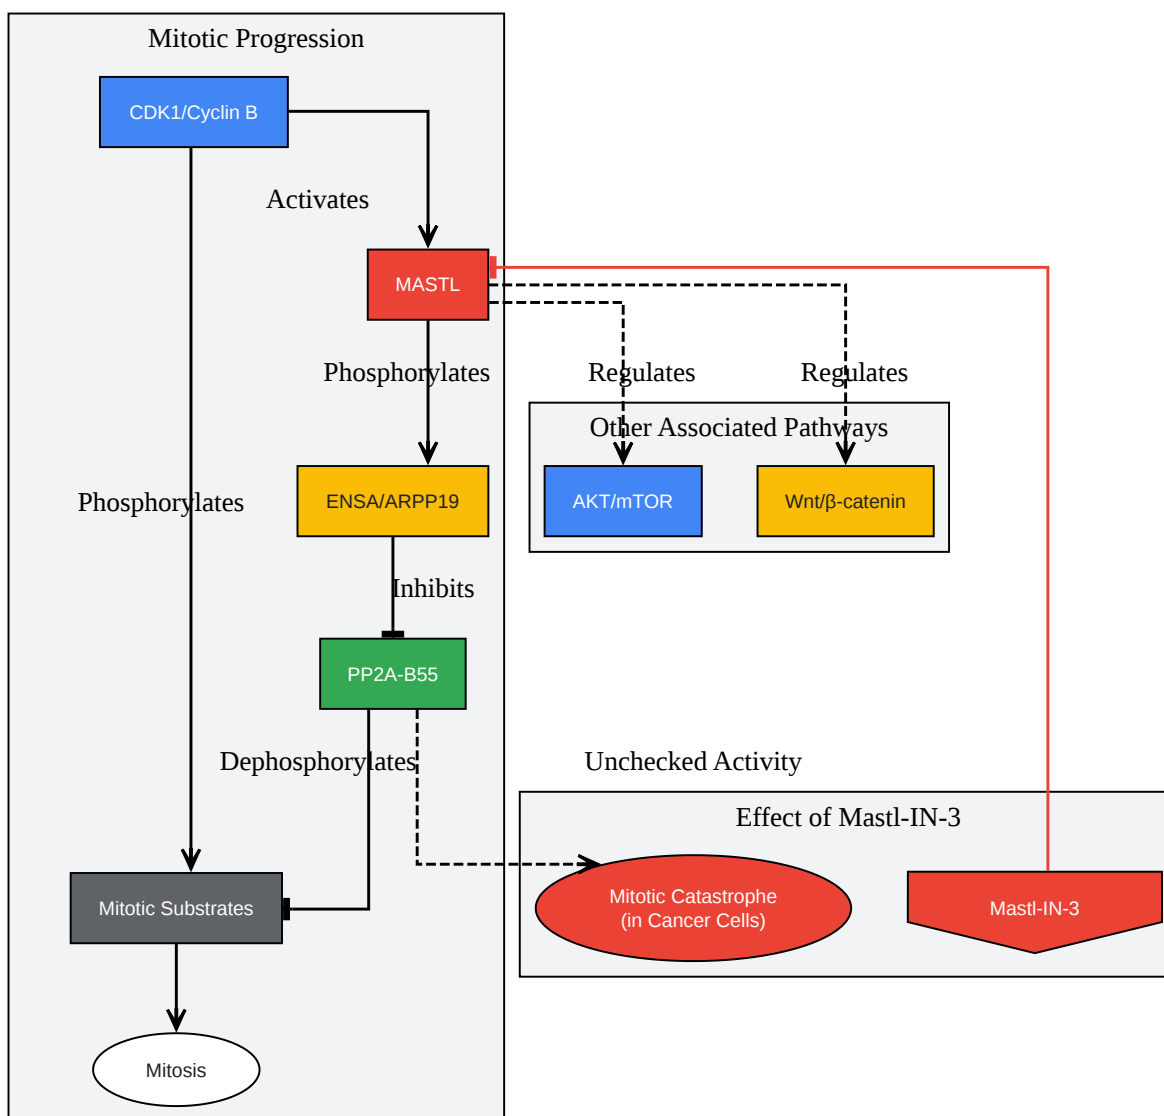 Mitotic Progression
CDK1/Cyclin B
Activates
MASTL
Phosphorylates
Regulates
Regulates
Other Associated Pathways
ENSA/ARPP19
AKT/mTOR
Wnt/β-catenin
Phosphorylates
Inhibits
PP2A-B55
Dephosphorylates
Unchecked Activity
Effect of Mastl-IN-3
Mitotic Substrates
Mitotic Catastrophe
(in Cancer Cells)
Mastl-IN-3
Mitosis